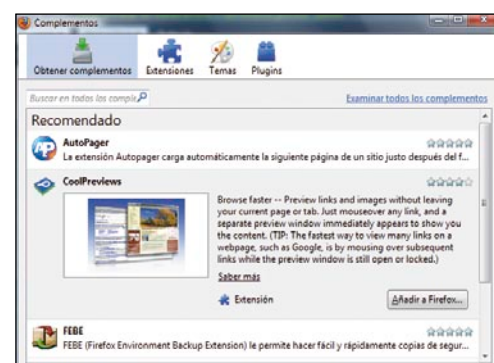 Complementos
Obtener complementos Extensiones Temas Plugins
Buscar en todos los comple
Examinar todos los complementos
Recomendado
AutoPager
La extensión Autopager carga automáticamente la siguiente página de un sitio justo después del f...
CoolPreviews
Browse faster -- Preview links and images without leaving
your current page or tab. Just mouseover any link, and a
separate preview window immediately appears to show you
the content. (TIP: The fastest way to view many links on a
webpage, such as Google, is by mousing over subsequent
links while the preview window is still open or locked.)
Saber más
Extensión
Añadir a Firefox...
FEBE
FEBE (Firefox Environment Backup Extension) le permite hacer fácil y rápidamente copias de segur...